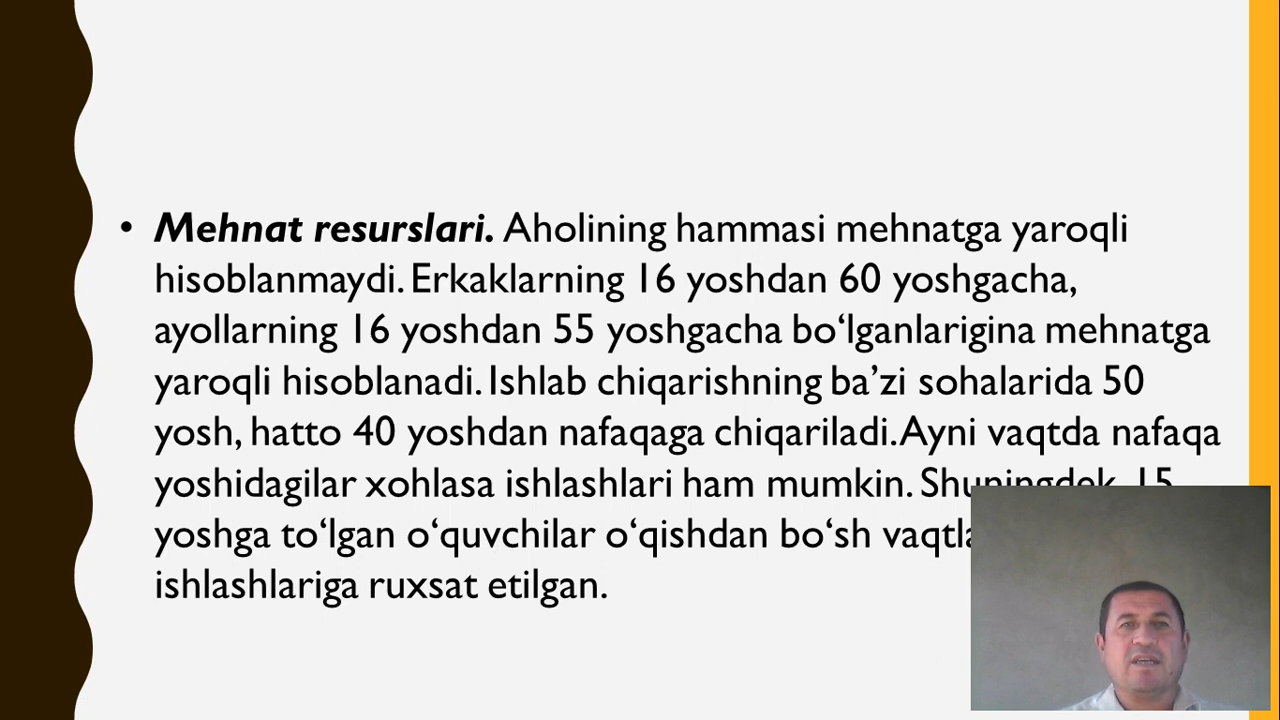 • Mehnat resurslari. Aholining hammasi mehnatga yaroqli
hisoblanmaydi. Erkaklarning 16 yoshdan 60 yoshgacha,
ayollarning 16 yoshdan 55 yoshgacha bo‘lganlarigina mehnatga
yaroqli hisoblanadi. Ishlab chiqarishning ba’zi sohalarida 50
yosh, hatto 40 yoshdan nafaqaga chiqariladi. Ayni vaqtda nafaqa
yoshidagilar xohlasa ishlashlari ham mumkin. Shuningdek, 15
yoshga to‘lgan o‘quvchilar o‘qishdan bo‘sh
ishlashlariga ruxsat etilgan.